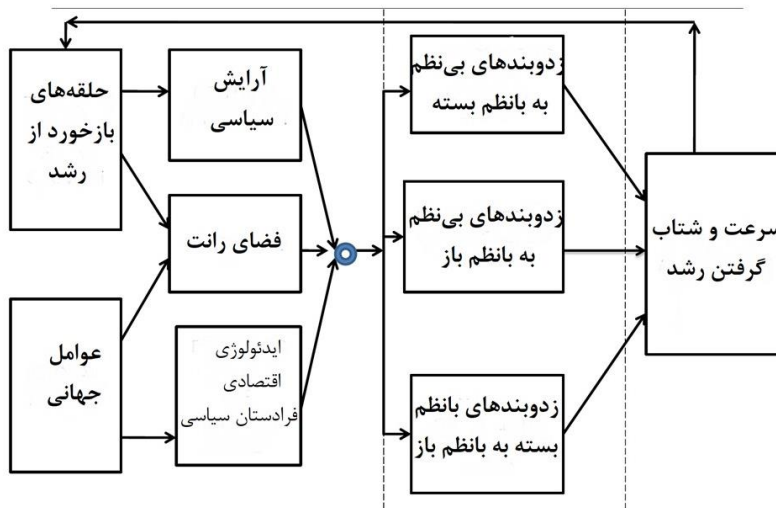 حلقه‌های
بازخورد از
رشد
آرایش
سیاسی
زدوبندهای بی‌نظم
به بانظم بسته
فضای رانت
زدوبندهای بی‌نظم
به بانظم باز
سرعت و شتاب
گرفتن رشد
عوامل
جهانی
ایدئولوژی
اقتصادی
فرادستان سیاسی
زدوبندهای بانظم
بسته به بانظم باز